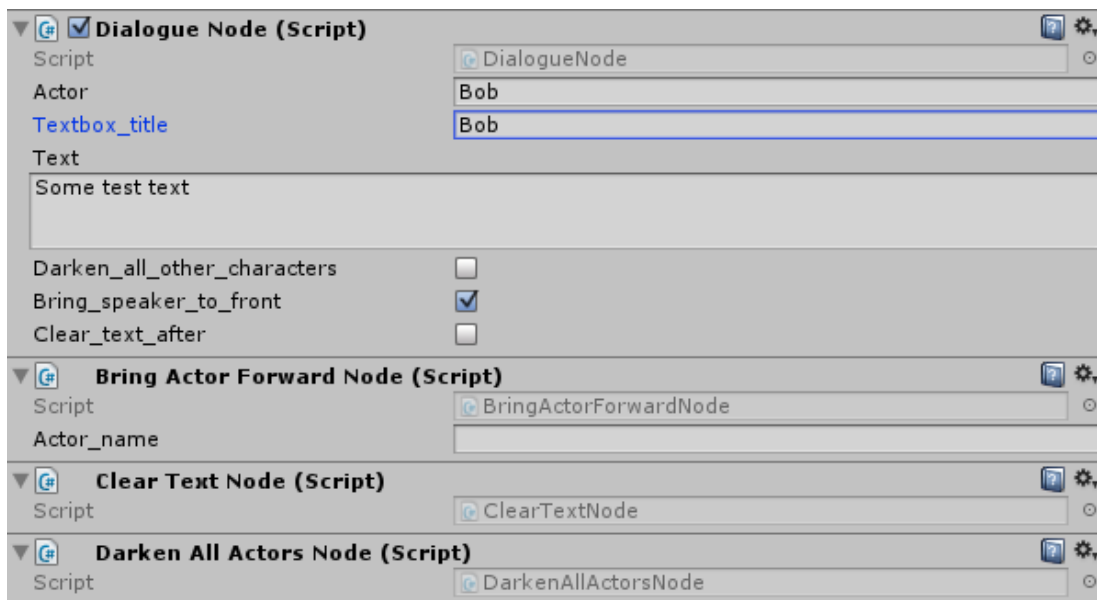 Dialogue Node (Script)
Script DialogueNode
Actor Bob
Textbox_title Bob
Text
Some test text
Darken_all_other_characters
Bring_speaker_to_front
Clear_text_after
Bring Actor Forward Node (Script)
Script BringActorForwardNode
Actor_name
Clear Text Node (Script)
Script ClearTextNode
Darken All Actors Node (Script)
Script DarkenAllActorsNode